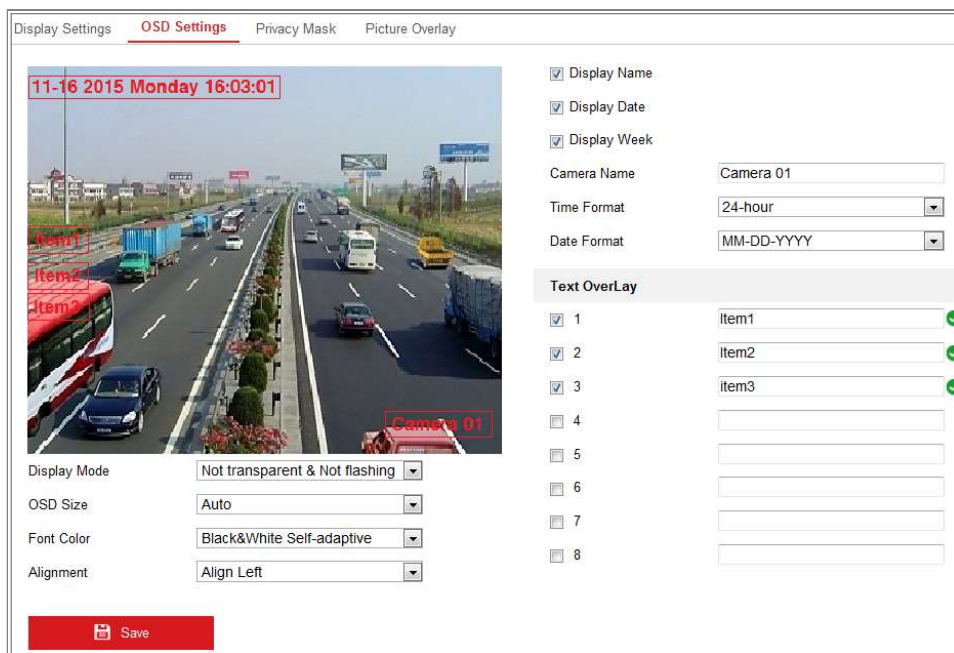 Display Settings OSD Settings Privacy Mask Picture Overlay
11-16 2015 Monday 16:03:01
Item1
Item2
Item3
Camera 01
Display Mode Not transparent & Not flashing
OSD Size Auto
Font Color Black&White Self-adaptive
Alignment Align Left
Save
Display Name
Display Date
Display Week
Camera Name Camera 01
Time Format 24-hour
Date Format MM-DD-YYYY
Text OverLay
1 Item1
2 Item2
3 item3
4
5
6
7
8